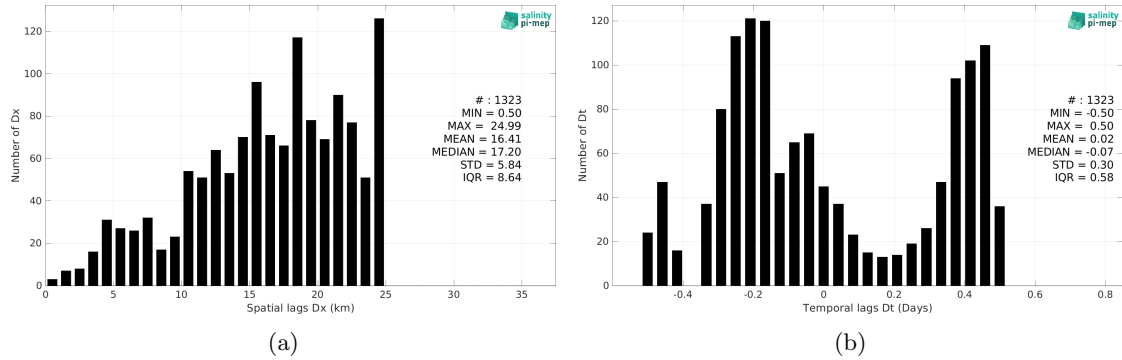 salinity
pi-mep
120
100
80
60
40
20
0
Number of Dx
# : 1323
MIN = 0.50
MAX = 24.99
MEAN = 16.41
MEDIAN = 17.20
STD = 5.84
IQR = 8.64
0 5 10 15 20 25 30 35
Spatial lags Dx (km)
(a)
salinity
pi-mep
120
100
80
60
40
20
0
Number of Dt
# : 1323
MIN = -0.50
MAX = 0.50
MEAN = 0.02
MEDIAN = -0.07
STD = 0.30
IQR = 0.58
-0.4 -0.2 0 0.2 0.4 0.6 0.8
Temporal lags Dt (Days)
(b)